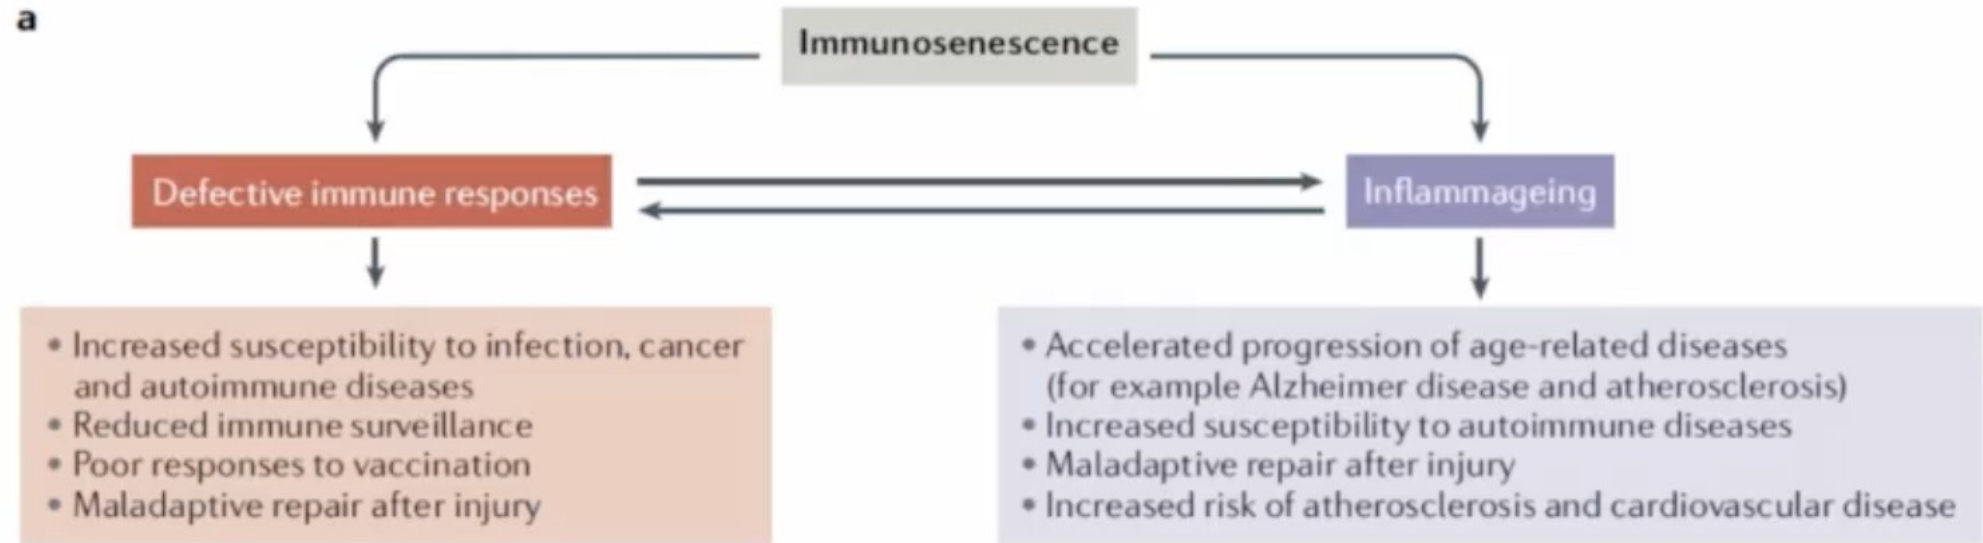 a
Immunosenescence
Defective immune responses
Inflammageing
• Increased susceptibility to infection, cancer
and autoimmune diseases
• Reduced immune surveillance
• Poor responses to vaccination
• Maladaptive repair after injury
• Accelerated progression of age-related diseases
(for example Alzheimer disease and atherosclerosis)
• Increased susceptibility to autoimmune diseases
• Maladaptive repair after injury
• Increased risk of atherosclerosis and cardiovascular disease